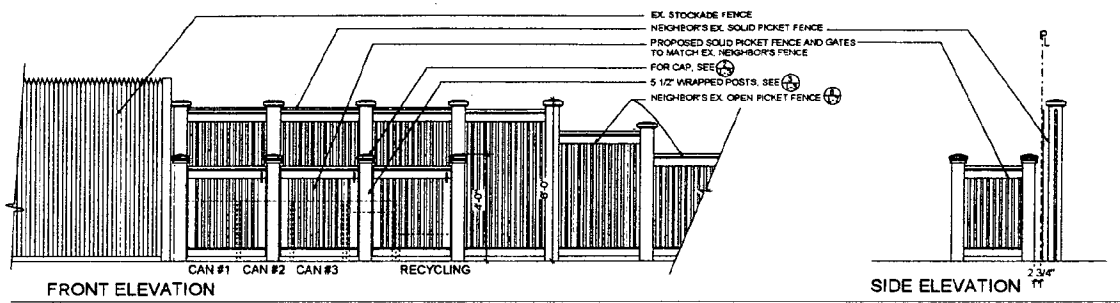 EX. STOCKADE FENCE
NEIGHBOR'S EX. SOLID PICKET FENCE
PROPOSED SOLID PICKET FENCE AND GATES
TO MATCH EX. NEIGHBOR'S FENCE
FOR CAP, SEE
5 1/2" WRAPPED POSTS, SEE
NEIGHBOR'S EX. OPEN PICKET FENCE
PL
4'-0"
6'-0"
CAN #1 CAN #2 CAN #3 RECYCLING
2 3/4"
FRONT ELEVATION
SIDE ELEVATION